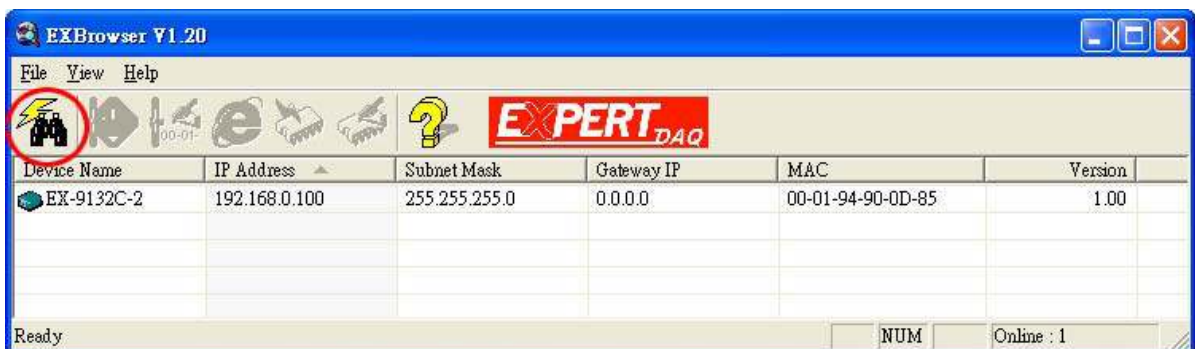 EXBrowser V1.20
File View Help
00-01-
EXPERT DAQ
Device Name IP Address Subnet Mask Gateway IP MAC Version
EX-9132C-2 192.168.0.100 255.255.255.0 0.0.0.0 00-01-94-90-0D-85 1.00
Ready NUM Online : 1